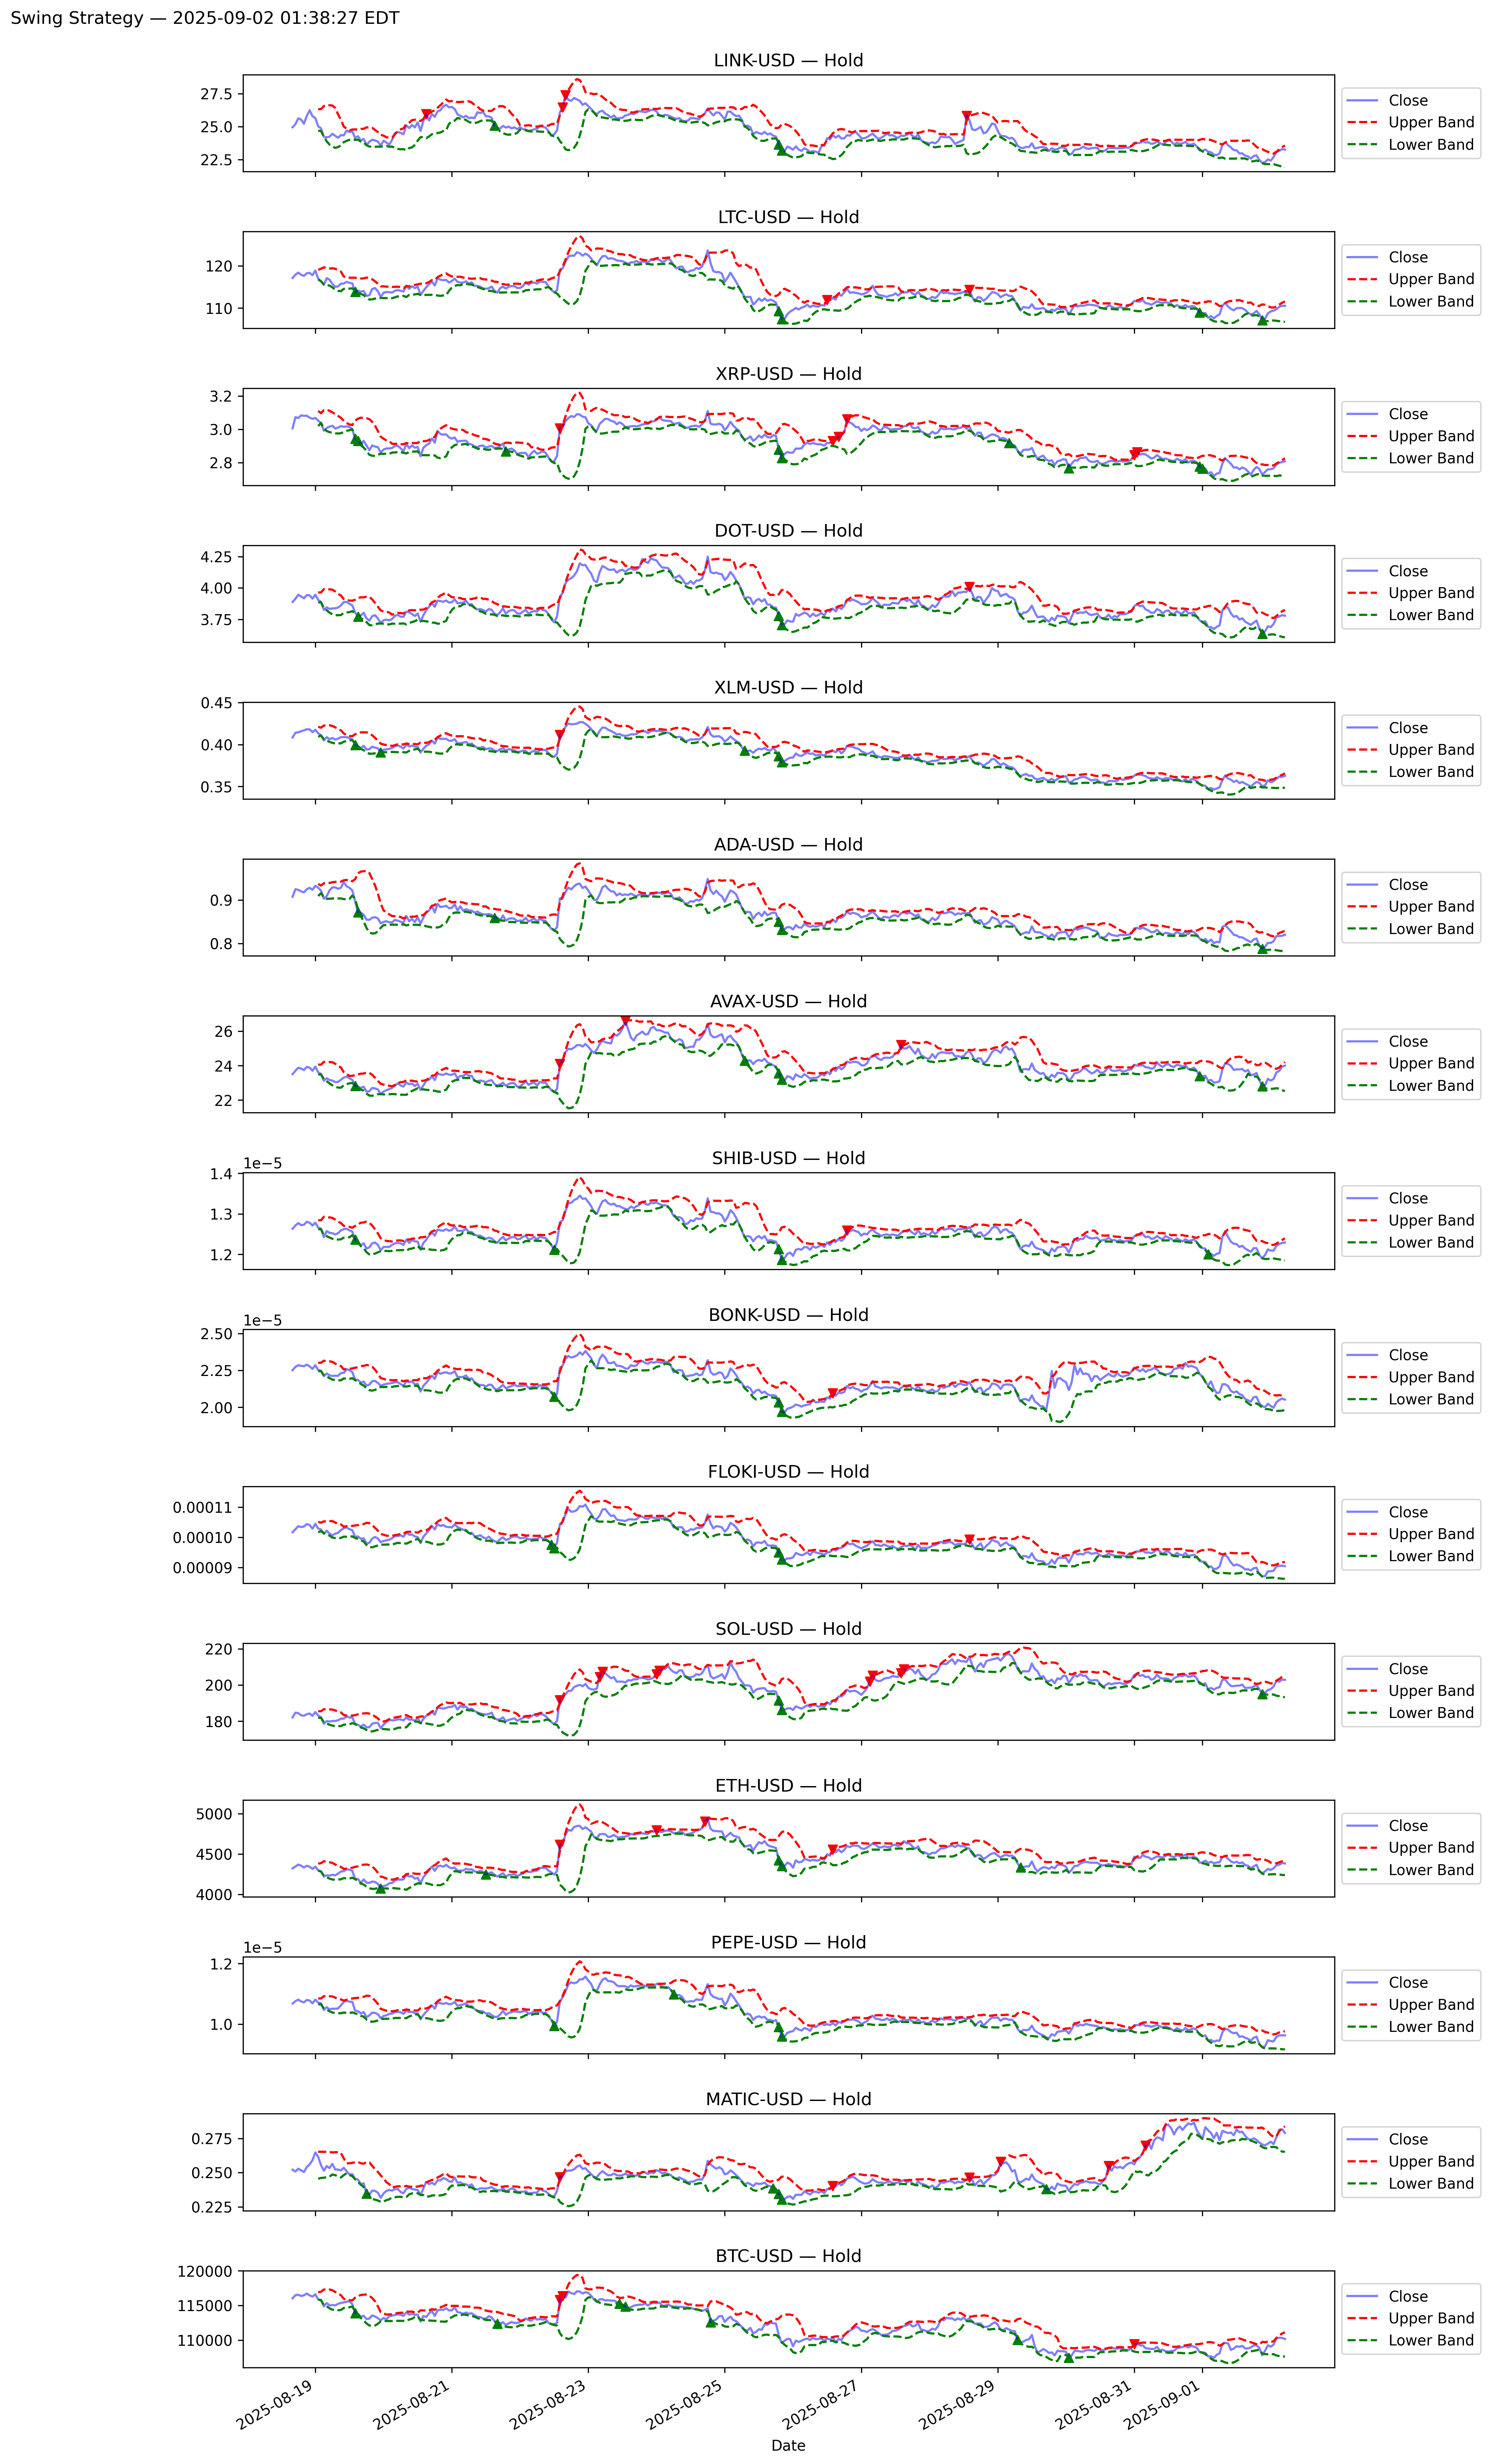 Swing Strategy — 2025-09-02 01:38:27 EDT
LINK-USD — Hold
27.5
25.0
22.5
Close
Upper Band
Lower Band
LTC-USD — Hold
120
110
Close
Upper Band
Lower Band
XRP-USD — Hold
3.2
3.0
2.8
Close
Upper Band
Lower Band
DOT-USD — Hold
4.25
4.00
3.75
Close
Upper Band
Lower Band
XLM-USD — Hold
0.45
0.40
0.35
Close
Upper Band
Lower Band
ADA-USD — Hold
0.9
0.8
Close
Upper Band
Lower Band
AVAX-USD — Hold
26
24
22
Close
Upper Band
Lower Band
SHIB-USD — Hold
1e−5
1.4
1.3
1.2
Close
Upper Band
Lower Band
BONK-USD — Hold
1e−5
2.50
2.25
2.00
Close
Upper Band
Lower Band
FLOKI-USD — Hold
0.00011
0.00010
0.00009
Close
Upper Band
Lower Band
SOL-USD — Hold
220
200
180
Close
Upper Band
Lower Band
ETH-USD — Hold
5000
4500
4000
Close
Upper Band
Lower Band
PEPE-USD — Hold
1e−5
1.2
1.0
Close
Upper Band
Lower Band
MATIC-USD — Hold
0.275
0.250
0.225
Close
Upper Band
Lower Band
BTC-USD — Hold
120000
115000
110000
Close
Upper Band
Lower Band
2025-08-19
2025-08-21
2025-08-23
2025-08-25
2025-08-27
2025-08-29
2025-08-31
2025-09-01
Date